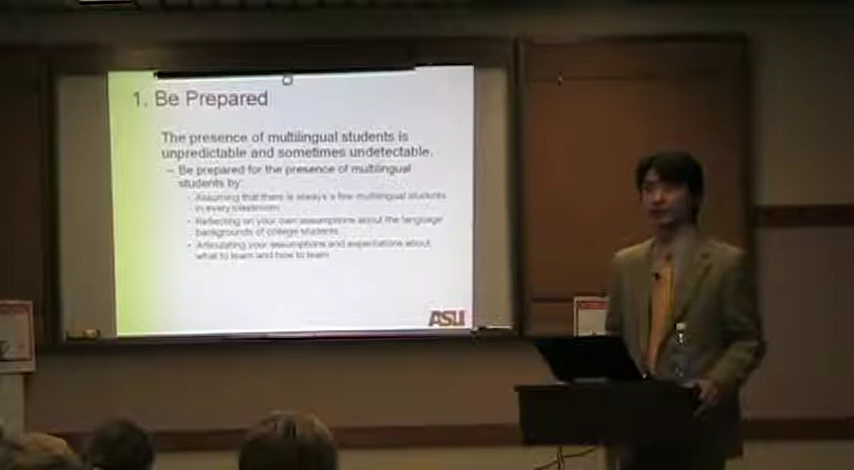 1. Be Prepared
The presence of multilingual students is
unpredictable and sometimes undetectable.
– Be prepared for the presence of multilingual
students by:
• Assuming that there is always a few multilingual students
in every classroom
• Reflecting on your own assumptions about the language
backgrounds of college students
• Articulating your assumptions and expectations about
what to learn and how to learn
ASU